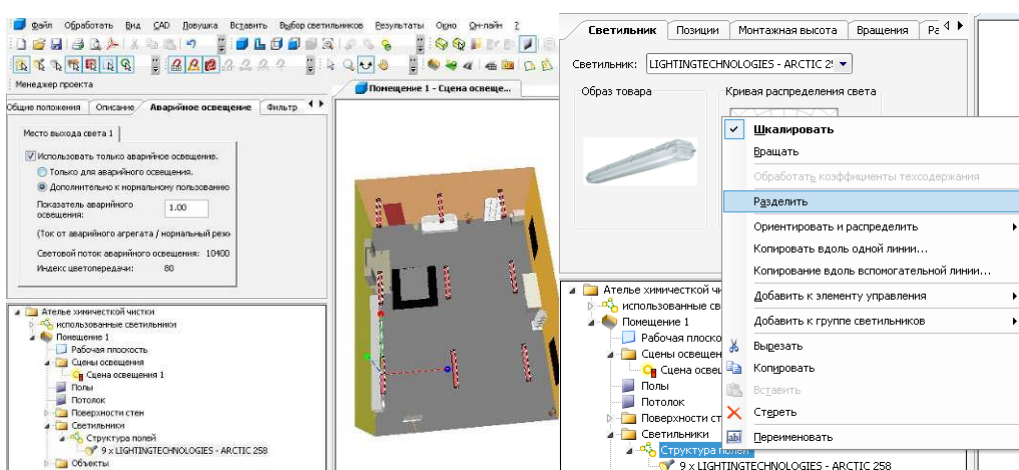 Файл Обработать Вид CAD Ловушка Вставить Выбор светильников Результаты Окно Он-лайн ?
Менеджер проекта
Общие положения Описание Аварийное освещение Фильтр
Место выхода света 1
Использовать только аварийное освещение.
Только для аварийного освещения.
Дополнительно к нормальному пользованию
Показатель аварийного
освещения: 1.00
(Ток от аварийного агрегата / нормальный режи
Световой поток аварийного освещения: 10400
Индекс цветопередачи: 80
Ателье химичесткой чистки
использованные светильники
Помещение 1
Рабочая плоскость
Сцены освещения
Сцена освещения 1
Полы
Потолок
Поверхности стен
Светильники
Структура полей
9 x LIGHTINGTECHNOLOGIES - ARCTIC 258
Объекты
Помещение 1 - Сцена освеще...
Светильник Позиции Монтажная высота Вращения Ра
Светильник: LIGHTINGTECHNOLOGIES - ARCTIC 2!
Образ товара Кривая распределения света
Шкалировать
Вращать
Обработать коэффициенты техсодержания
Разделить
Ориентировать и распределить
Копировать вдоль одной линии...
Копирование вдоль вспомогательной линии...
Добавить к элементу управления
Добавить к группе светильников
Вырезать
Копировать
Вставить
Стереть
Переименовать
Ателье химичесткой чи
использованные св
Помещение 1
Рабочая плоско
Сцены освещен
Сцена освец
Полы
Потолок
Поверхности ст
Светильники
Структура полей
9 x LIGHTINGTECHNOLOGIES - ARCTIC 258